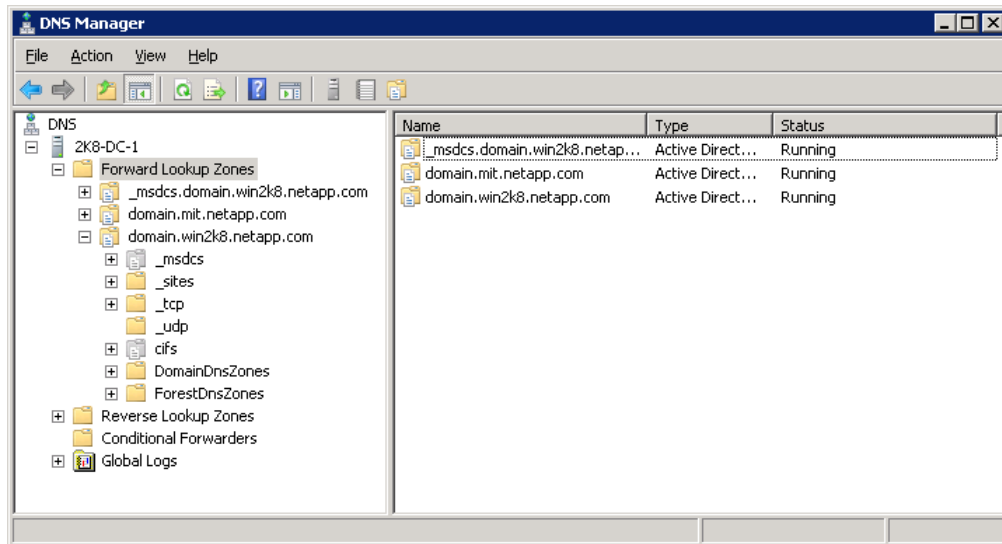 DNS Manager
File Action View Help
DNS
2K8-DC-1
Forward Lookup Zones
_msdcs.domain.win2k8.netapp.com
domain.mit.netapp.com
domain.win2k8.netapp.com
_msdcs
_sites
_tcp
_udp
cifs
DomainDnsZones
ForestDnsZones
Reverse Lookup Zones
Conditional Forwarders
Global Logs
Name Type Status
_msdcs.domain.win2k8.netap... Active Direct... Running
domain.mit.netapp.com Active Direct... Running
domain.win2k8.netapp.com Active Direct... Running